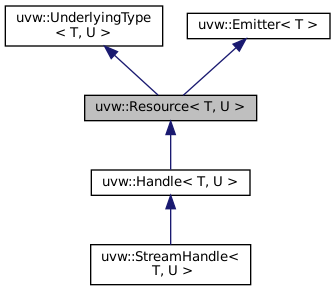 uvw::UnderlyingType
< T, U >
uvw::Emitter< T >
uvw::Resource< T, U >
uvw::Handle< T, U >
uvw::StreamHandle<
T, U >